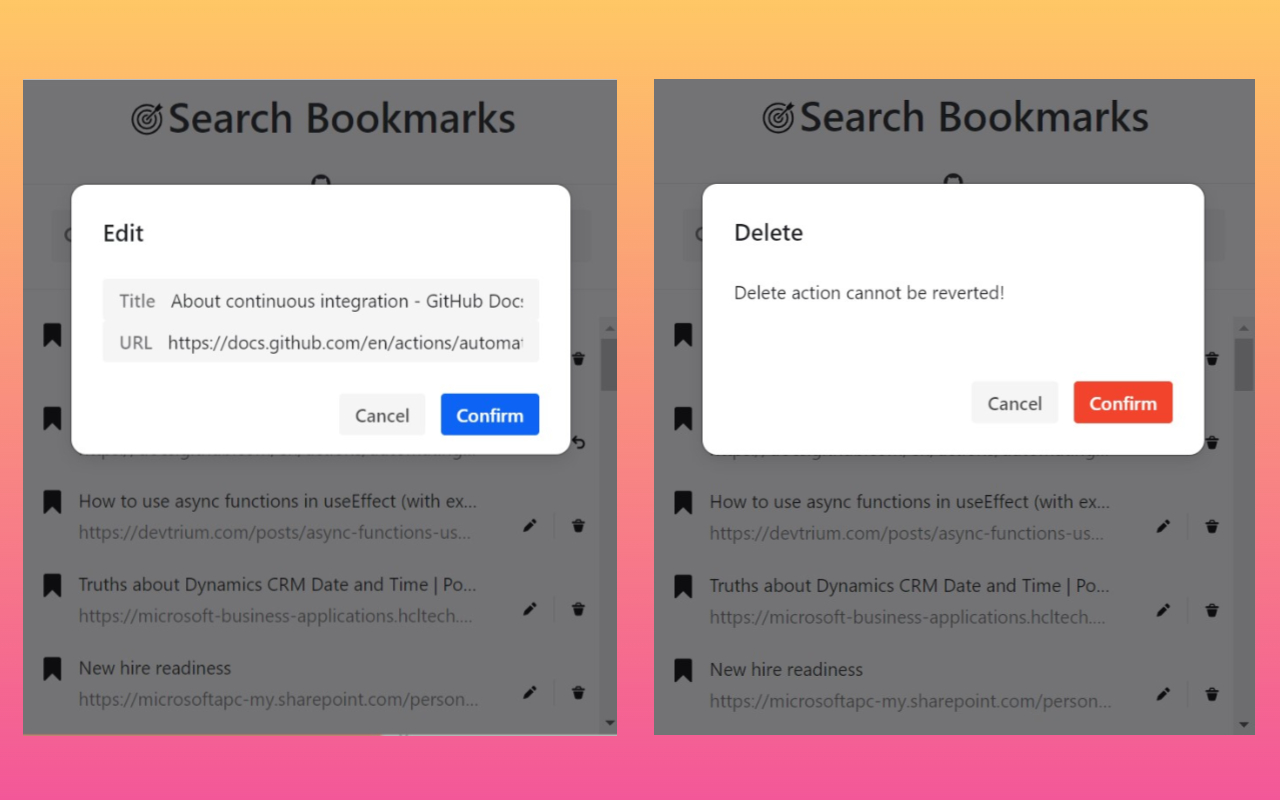 Search Bookmarks
Edit
Title About continuous integration - GitHub Docs
URL https://docs.github.com/en/actions/automat
Cancel Confirm
How to use async functions in useEffect (with ex...
https://devtrium.com/posts/async-functions-us...
Truths about Dynamics CRM Date and Time | Po...
https://microsoft-business-applications.hcltech....
New hire readiness
https://microsoftapc-my.sharepoint.com/person...
Search Bookmarks
Delete
Delete action cannot be reverted!
Cancel Confirm
How to use async functions in useEffect (with ex...
https://devtrium.com/posts/async-functions-us...
Truths about Dynamics CRM Date and Time | Po...
https://microsoft-business-applications.hcltech....
New hire readiness
https://microsoftapc-my.sharepoint.com/person...